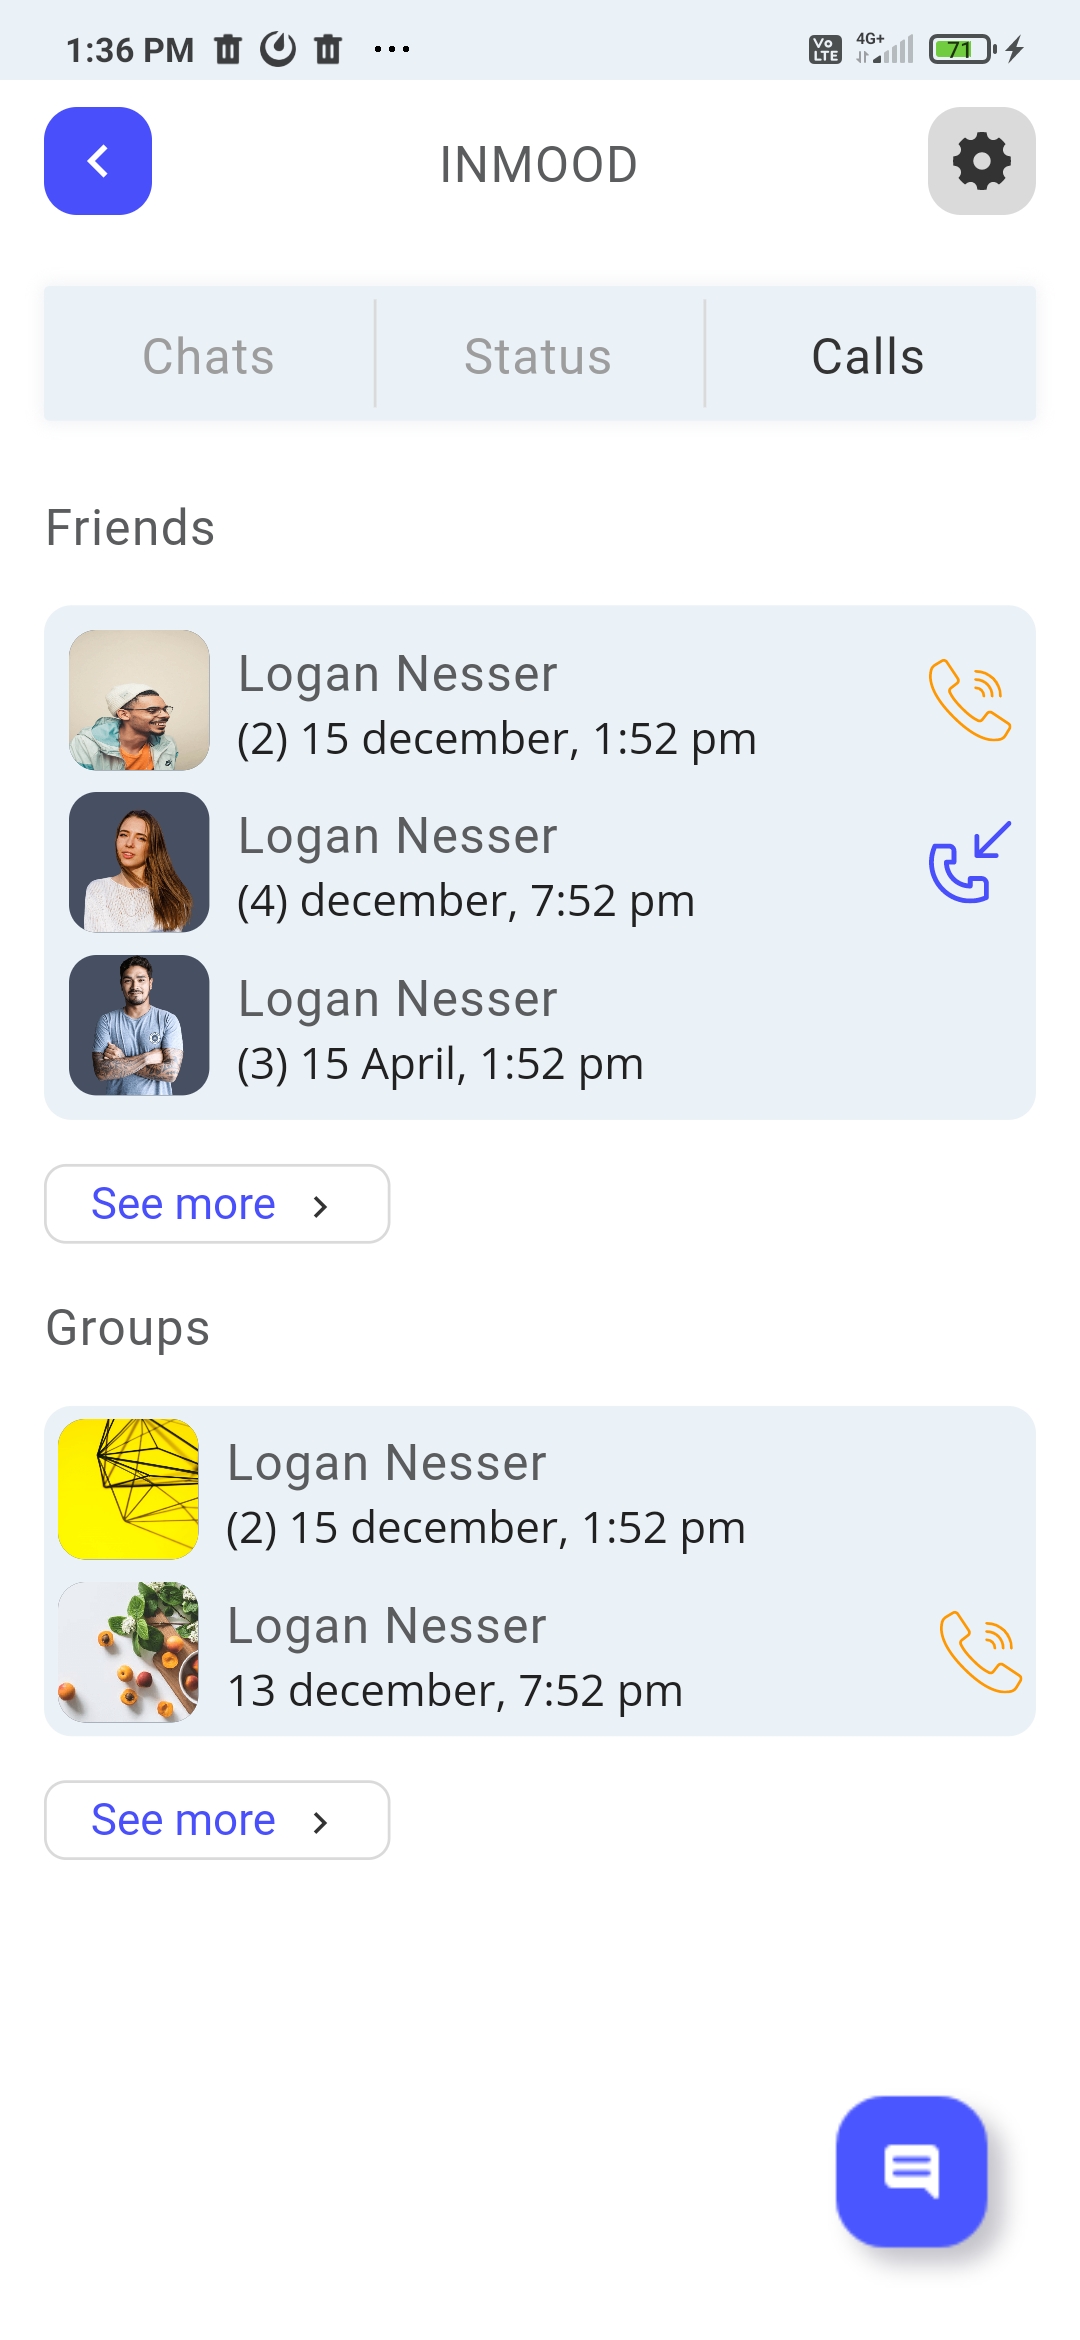 1:36 PM ... Vo LTE 4G+ 71
INMOOD
Chats Status Calls
Friends
Logan Nesser
(2) 15 december, 1:52 pm
Logan Nesser
(4) december, 7:52 pm
Logan Nesser
(3) 15 April, 1:52 pm
See more
Groups
Logan Nesser
(2) 15 december, 1:52 pm
Logan Nesser
13 december, 7:52 pm
See more